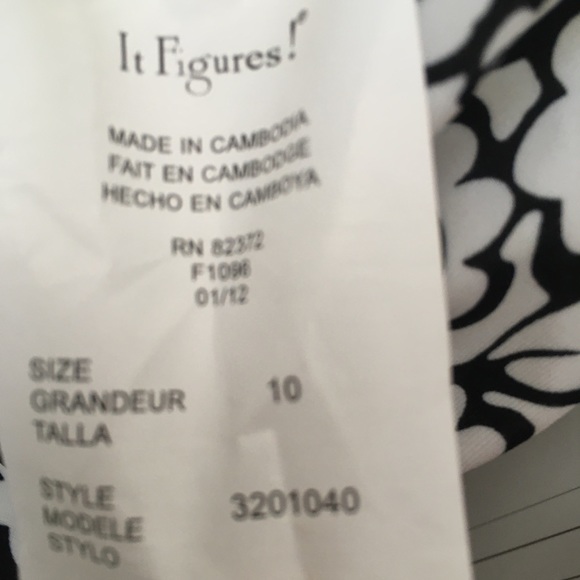 It Figures!
MADE IN CAMBODIA
FAIT EN CAMBODGE
HECHO EN CAMBOYA
RN 82372
F1096
01/12
SIZE
GRANDEUR 10
TALLA
STYLE
MODELE 3201040
STYLO